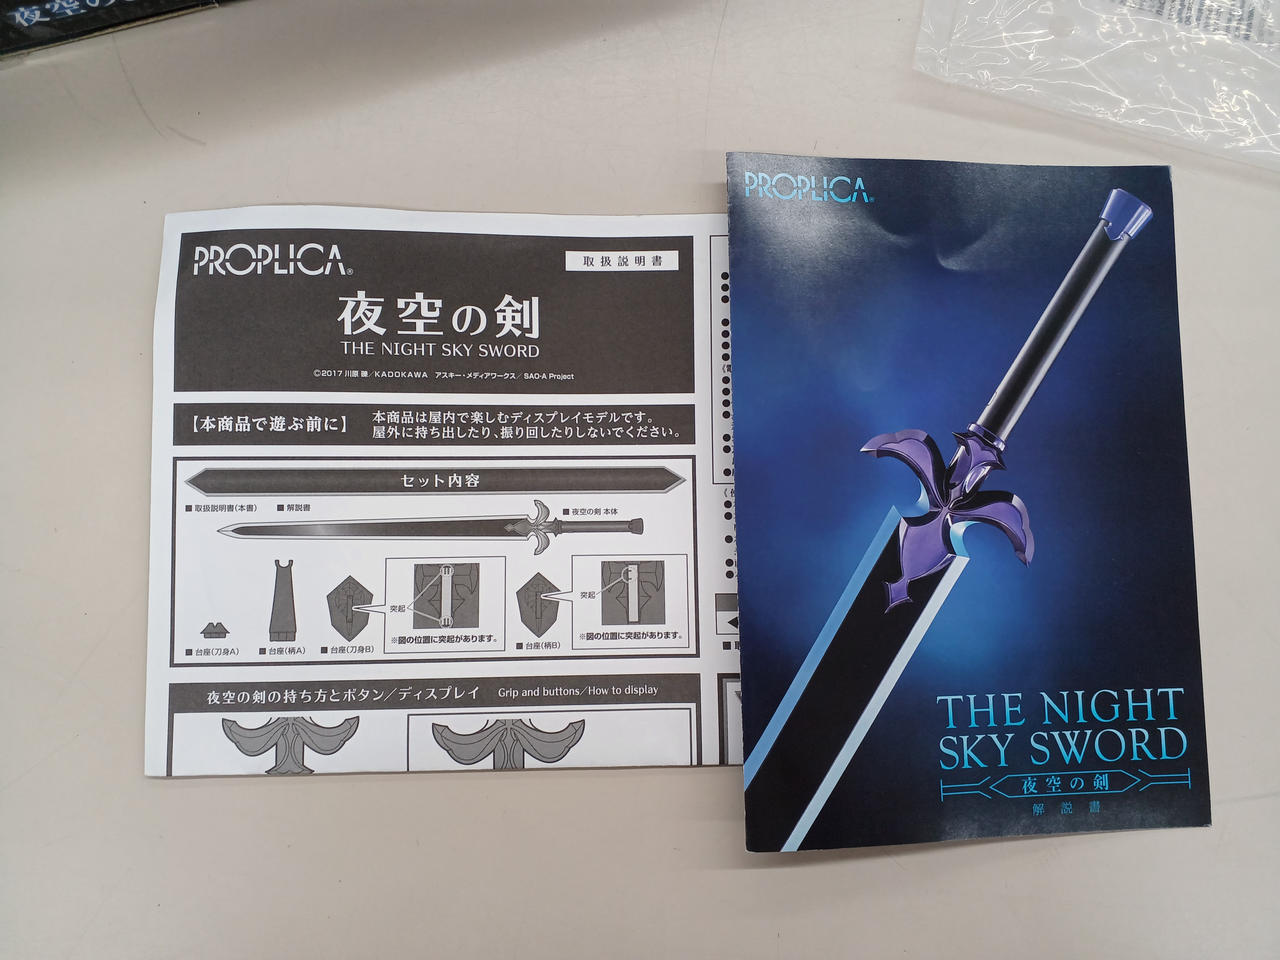 夜空の
PROPLICA®
取扱説明書
夜空の剣
THE NIGHT SKY SWORD
©2017 川原 礫／KADOKAWA アスキー・メディアワークス／SAO-A Project
【本商品で遊ぶ前に】
本商品は屋内で楽しむディスプレイモデルです。
屋外に持ち出したり、振り回したりしないでください。
セット内容
■ 取扱説明書(本書)
■ 解説書
■ 夜空の剣 本体
突起
※図の位置に突起があります。
突起
※図の位置に突起があります。
■ 台座(刀身A)
■ 台座(柄A)
■ 台座(刀身B)
■ 台座(柄B)
夜空の剣の持ち方とボタン／ディスプレイ Grip and buttons／How to display
PROPLICA®
THE NIGHT
SKY SWORD
夜空の剣
解説書